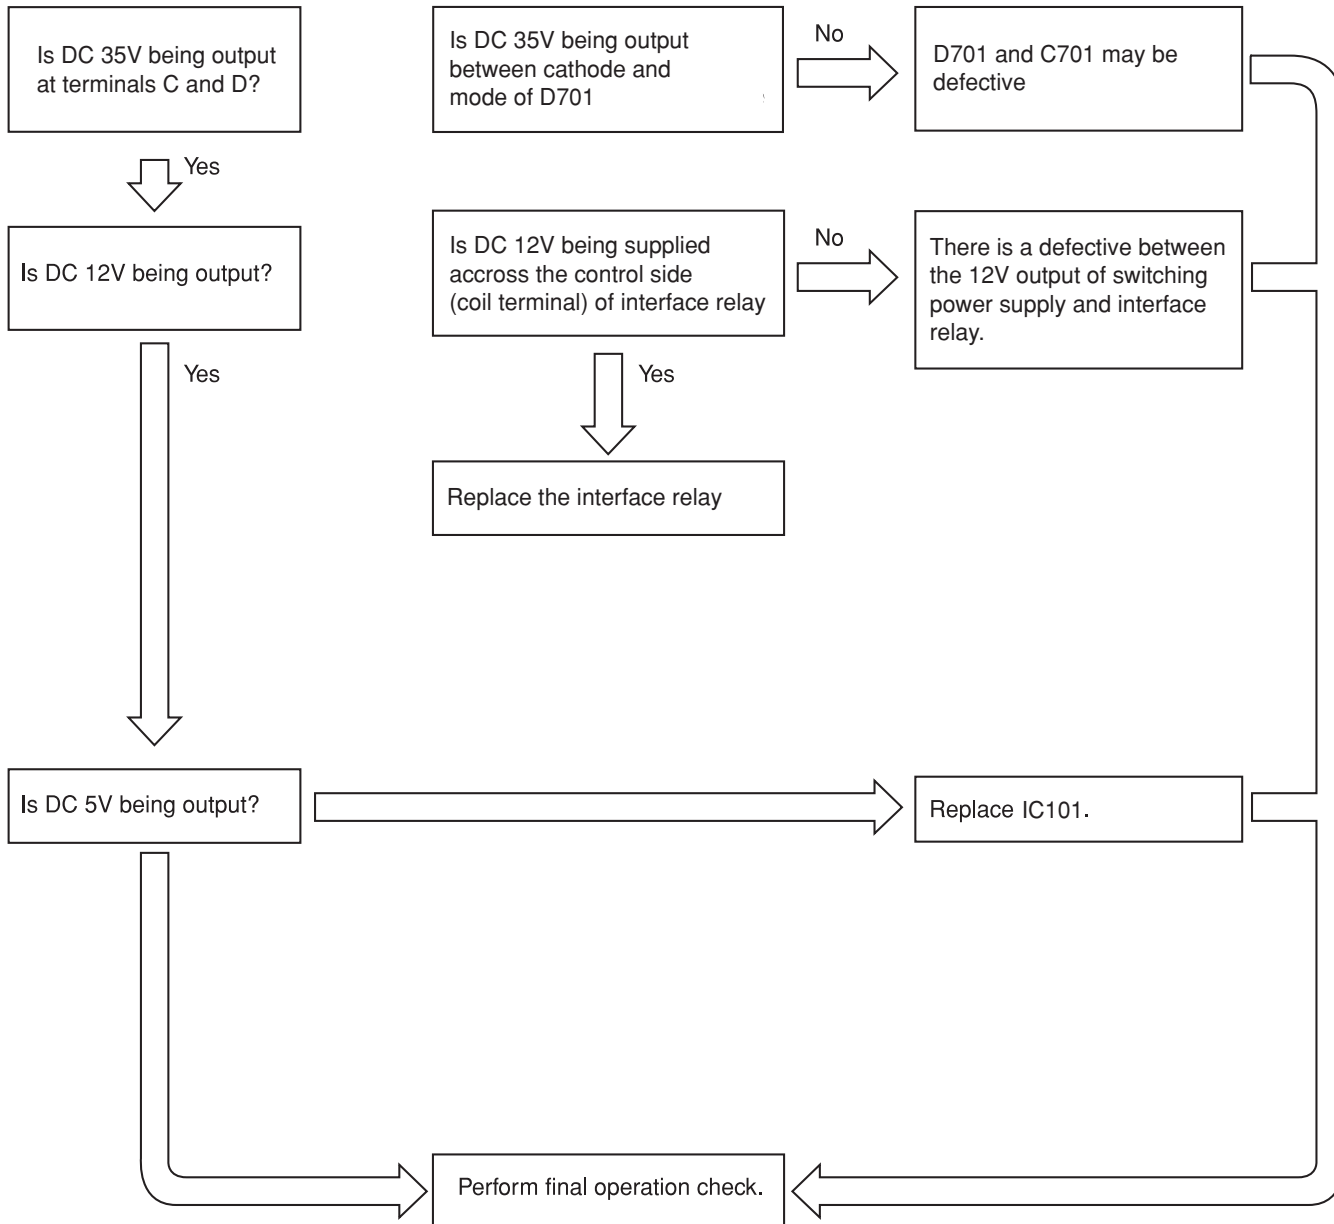 Is DC 35V being output
at terminals C and D?
Is DC 35V being output
between cathode and
mode of D701
No
D701 and C701 may be
defective
Yes
Is DC 12V being output?
Is DC 12V being supplied
accross the control side
(coil terminal) of interface relay
No
There is a defective between
the 12V output of switching
power supply and interface
relay.
Yes
Yes
Replace the interface relay
Is DC 5V being output?
Replace IC101.
Perform final operation check.